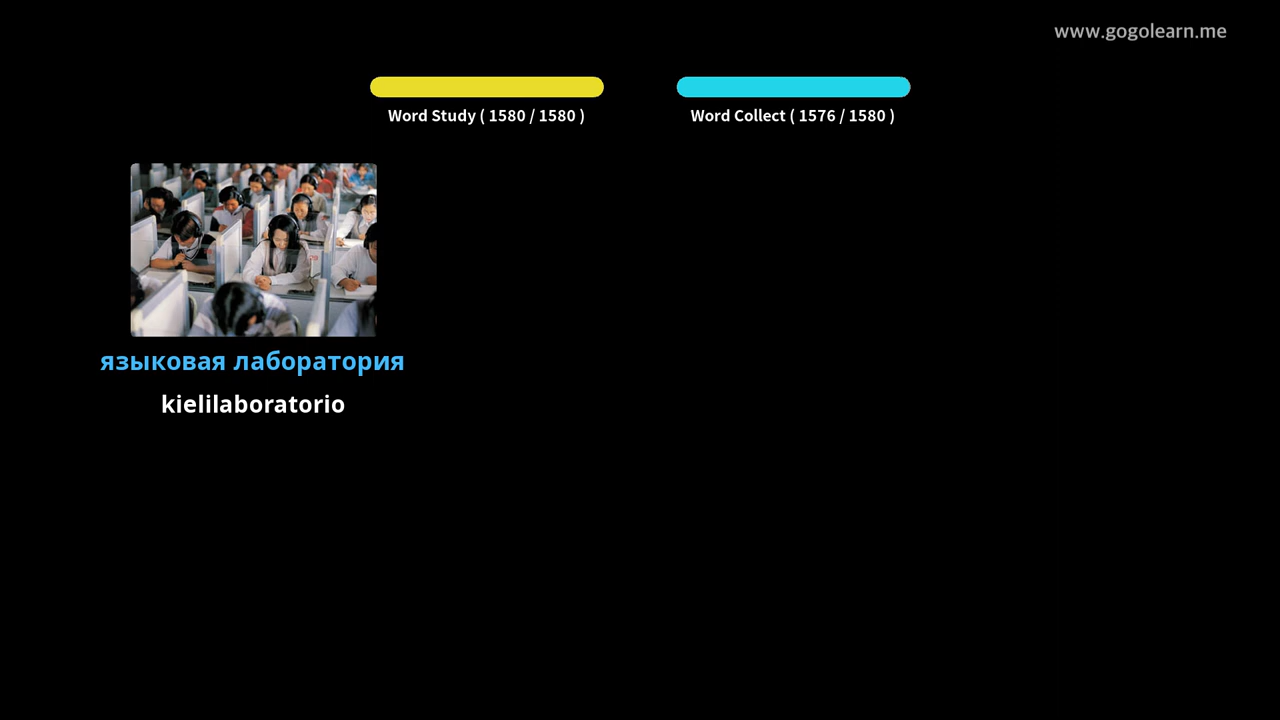 www.gogolearn.me
Word Study ( 1580 / 1580 )
Word Collect ( 1576 / 1580 )
языковая лаборатория
kielilaboratorio